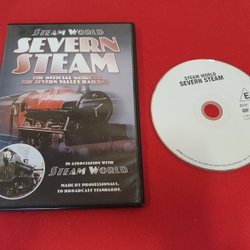 STEAM WORLD
SEVERN
STEAM
THE OFFICIAL GUIDE TO
THE SEVERN VALLEY RAILWAY
IN ASSOCIATION WITH
STEAM WORLD
MADE BY PROFESSIONALS,
TO BROADCAST STANDARDS.
STEAM WORLD
SEVERN STEAM
E